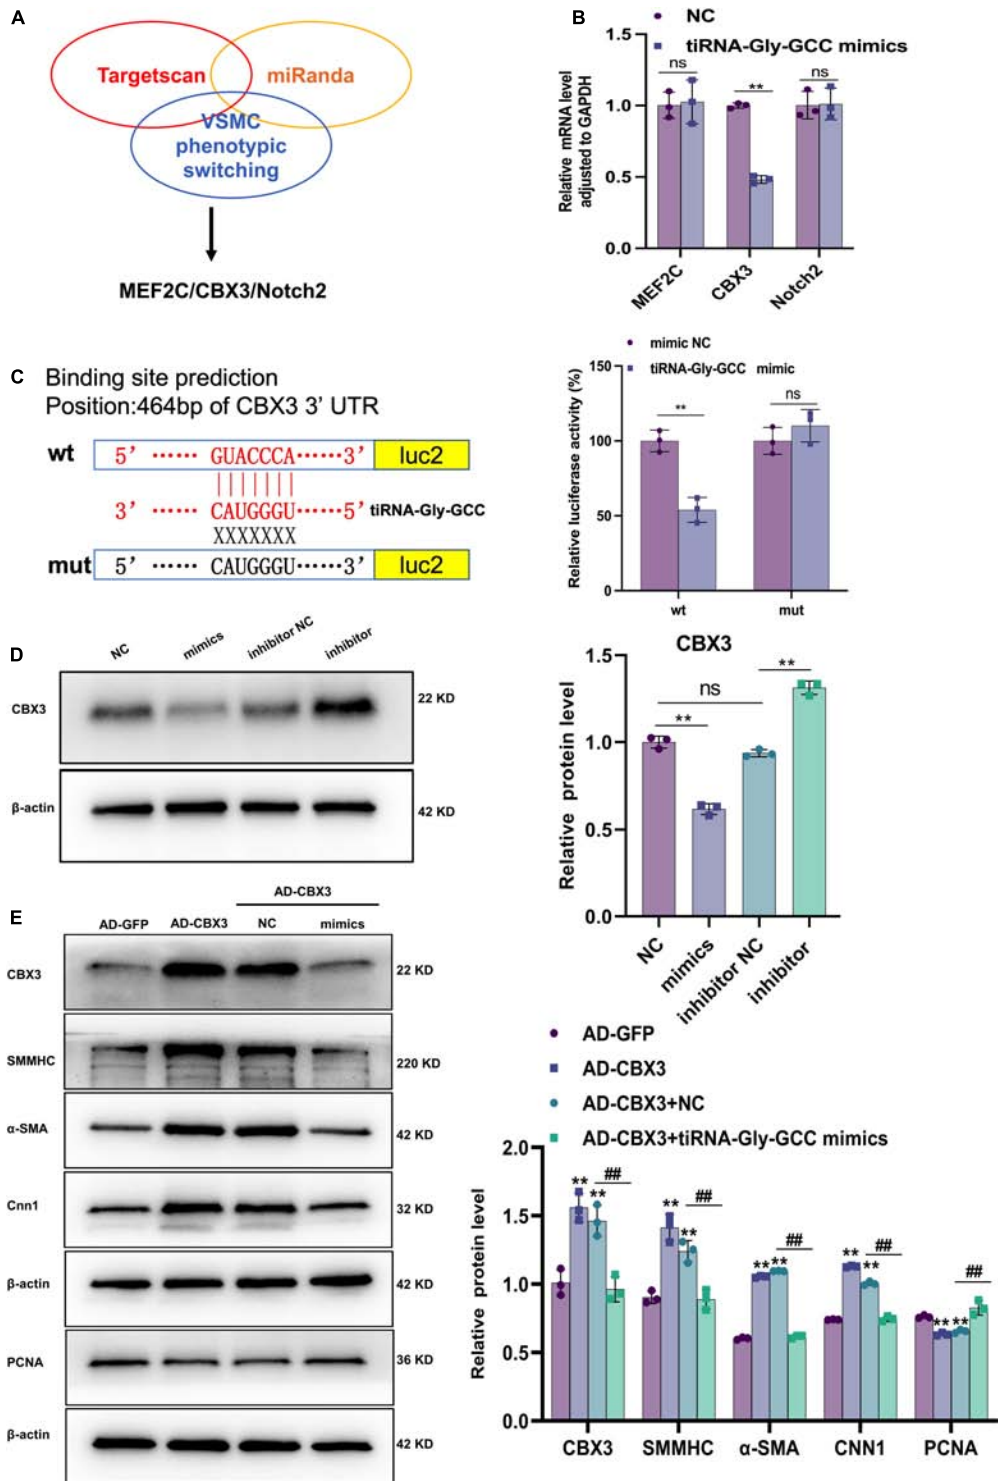 A
Targetscan
miRanda
VSMC
phenotypic
switching
MEF2C/CBX3/Notch2
B
NC
tiRNA-Gly-GCC mimics
Relative mRNA level
adjusted to GAPDH
1.5
1.0
0.5
0.0
ns
**
ns
MEF2C
CBX3
Notch2
C
Binding site prediction
Position:464bp of CBX3 3' UTR
wt
5' ······ GUACCCA······3'
luc2
3' ······ CAUGGGU······5' tiRNA-Gly-GCC
XXXXXXX
mut
5' ······ CAUGGGU······3'
luc2
mimic NC
tiRNA-Gly-GCC mimic
Relative luciferase activity (%)
150
100
50
0
**
ns
wt
mut
D
NC
mimics
inhibitor NC
inhibitor
CBX3
22 KD
β-actin
42 KD
CBX3
Relative protein level
1.5
1.0
0.5
0.0
ns
**
**
NC
mimics
inhibitor NC
inhibitor
E
AD-CBX3
AD-GFP
AD-CBX3
NC
mimics
CBX3
22 KD
SMMHC
220 KD
α-SMA
42 KD
Cnn1
32 KD
β-actin
42 KD
PCNA
36 KD
β-actin
42 KD
AD-GFP
AD-CBX3
AD-CBX3+NC
AD-CBX3+tiRNA-Gly-GCC mimics
Relative protein level
2.0
1.5
1.0
0.5
0.0
** ** ##
** ** ##
** ** ##
** ** ##
** ** ##
CBX3
SMMHC
α-SMA
CNN1
PCNA